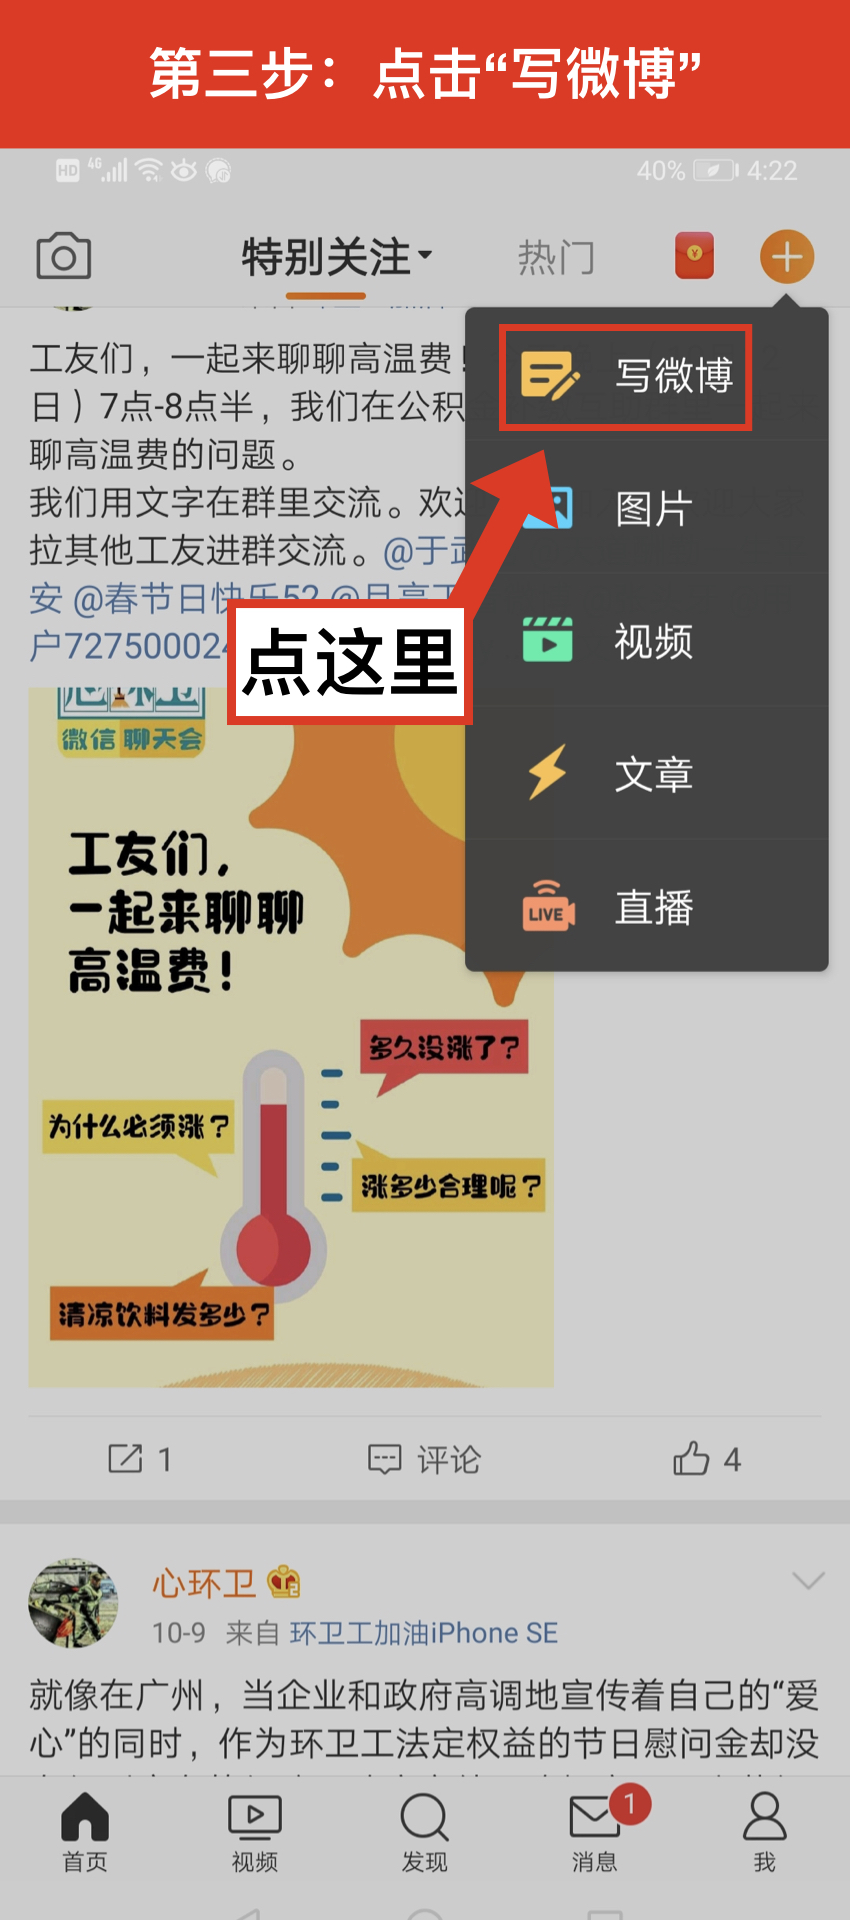 第三步：点击“写微博”
HD 4G 40% 4:22
特别关注 热门
工友们，一起来聊聊高温费！
日）7点-8点半，我们在公积
聊高温费的问题。
我们用文字在群里交流。欢迎
拉其他工友进群交流。@于武
安 @春节日快乐52
户72750002
写微博
图片
视频
文章
LIVE 直播
点这里
微信 聊天会
工友们，
一起来聊聊
高温费！
多久没涨了？
为什么必须涨？
涨多少合理呢？
清凉饮料发多少？
1 评论 4
心环卫
10-9 来自 环卫工加油iPhone SE
就像在广州，当企业和政府高调地宣传着自己的“爱
心”的同时，作为环卫工法定权益的节日慰问金却没
1
首页 视频 发现 消息 我